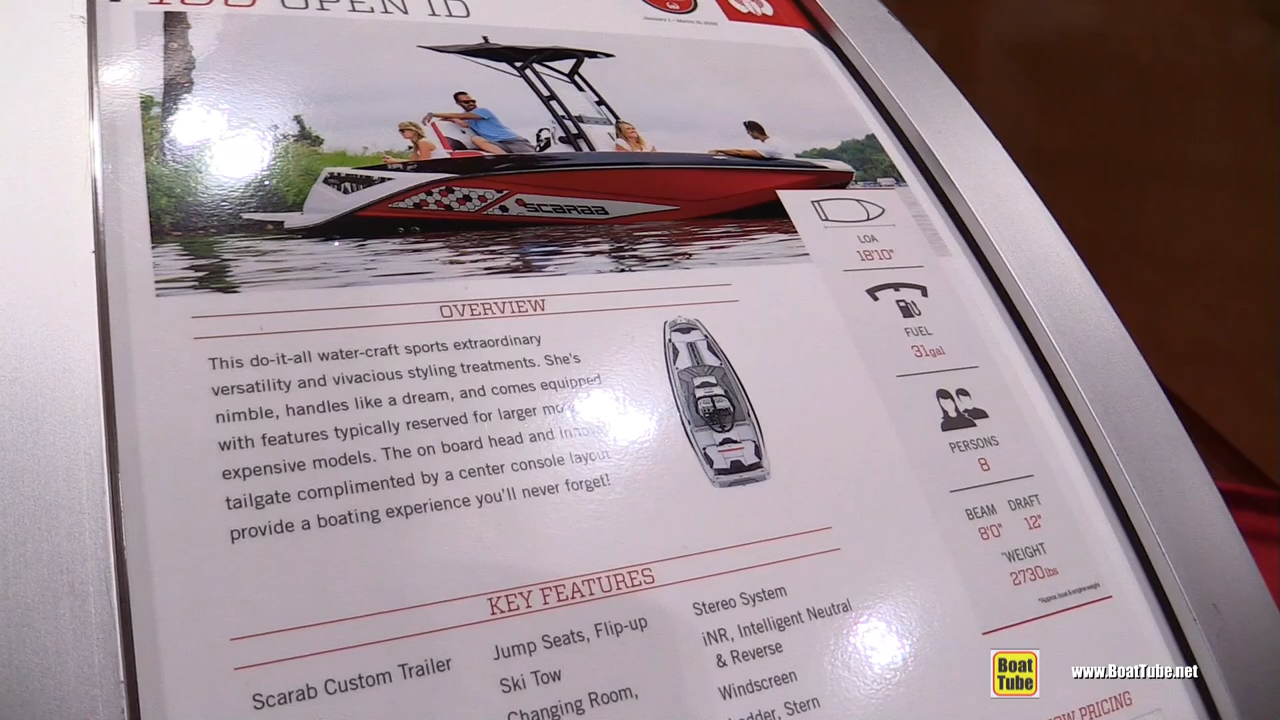 OPEN ID
SCARAB
LOA
18'10"
FUEL
31gal
PERSONS
8
BEAM DRAFT
8'0" 12"
*WEIGHT
2730lbs
*Approx. boat & engine weight
OVERVIEW
This do-it-all water-craft sports extraordinary
versatility and vivacious styling treatments. She's
nimble, handles like a dream, and comes equipped
with features typically reserved for larger
expensive models. The on board head and
tailgate complimented by a center console layout
provide a boating experience you'll never forget!
KEY FEATURES
Scarab Custom Trailer
Jump Seats, Flip-up
Ski Tow
Changing Room,
Stereo System
iNR, Intelligent Neutral
& Reverse
Windscreen
Stern
PRICING
Boat
Tube
www.BoatTube.net